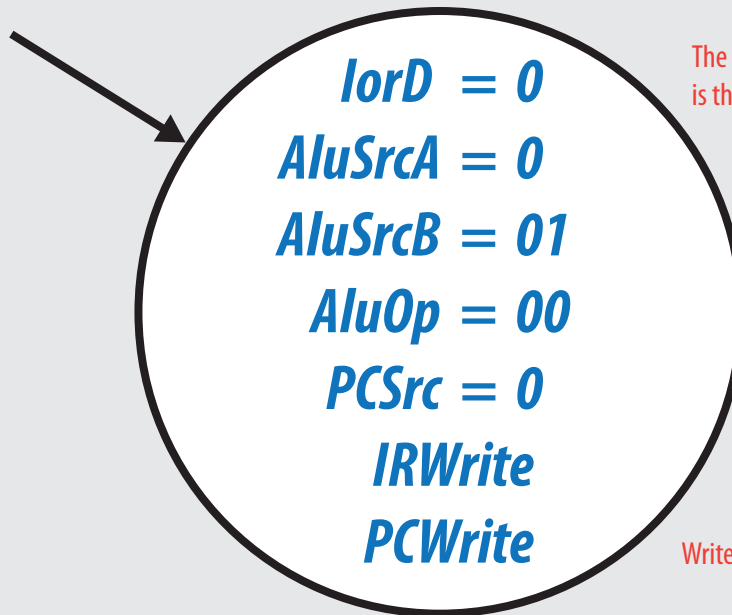 IorD = 0
The
is th
AluSrcA = 0
AluSrcB = 01
AluOp = 00
PCSrc = 0
IRWrite
PCWrite
Write